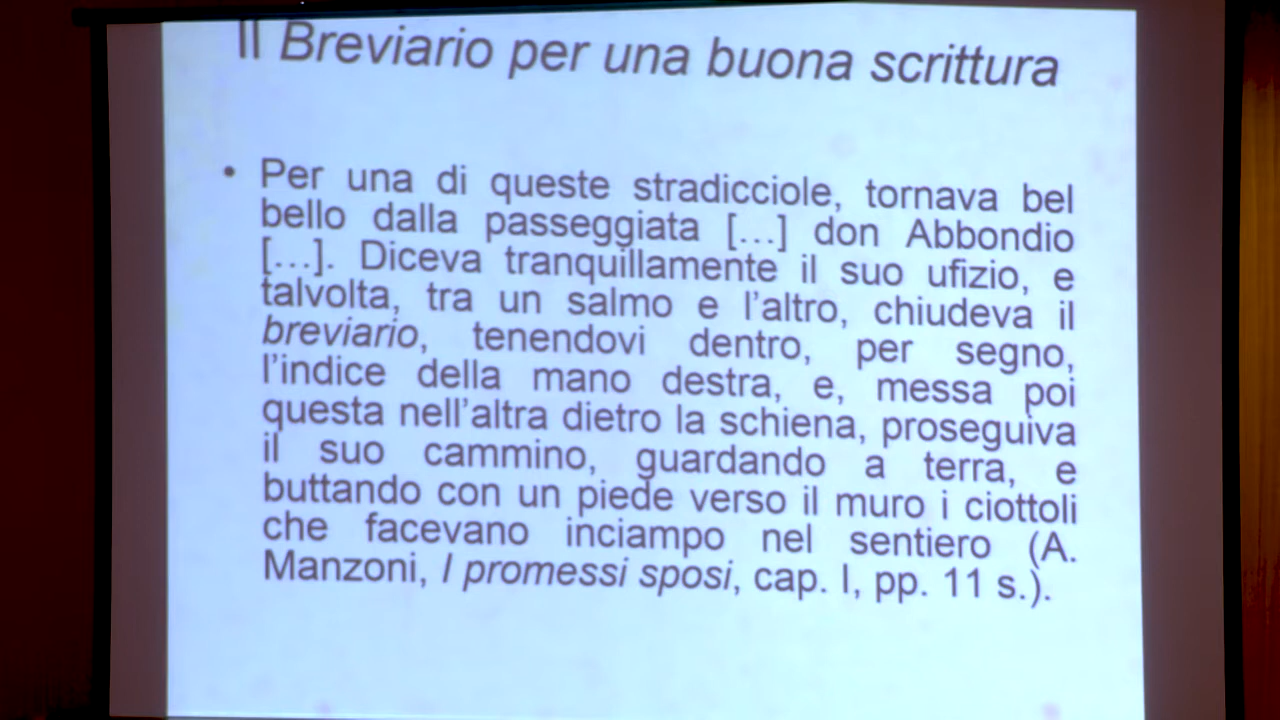 Il Breviario per una buona scrittura
• Per una di queste stradicciole, tornava bel
bello dalla passeggiata […] don Abbondio
[…]. Diceva tranquillamente il suo ufizio, e
talvolta, tra un salmo e l'altro, chiudeva il
breviario, tenendovi dentro, per segno,
l'indice della mano destra, e, messa poi
questa nell'altra dietro la schiena, proseguiva
il suo cammino, guardando a terra, e
buttando con un piede verso il muro i ciottoli
che facevano inciampo nel sentiero (A.
Manzoni, I promessi sposi, cap. I, pp. 11 s.).